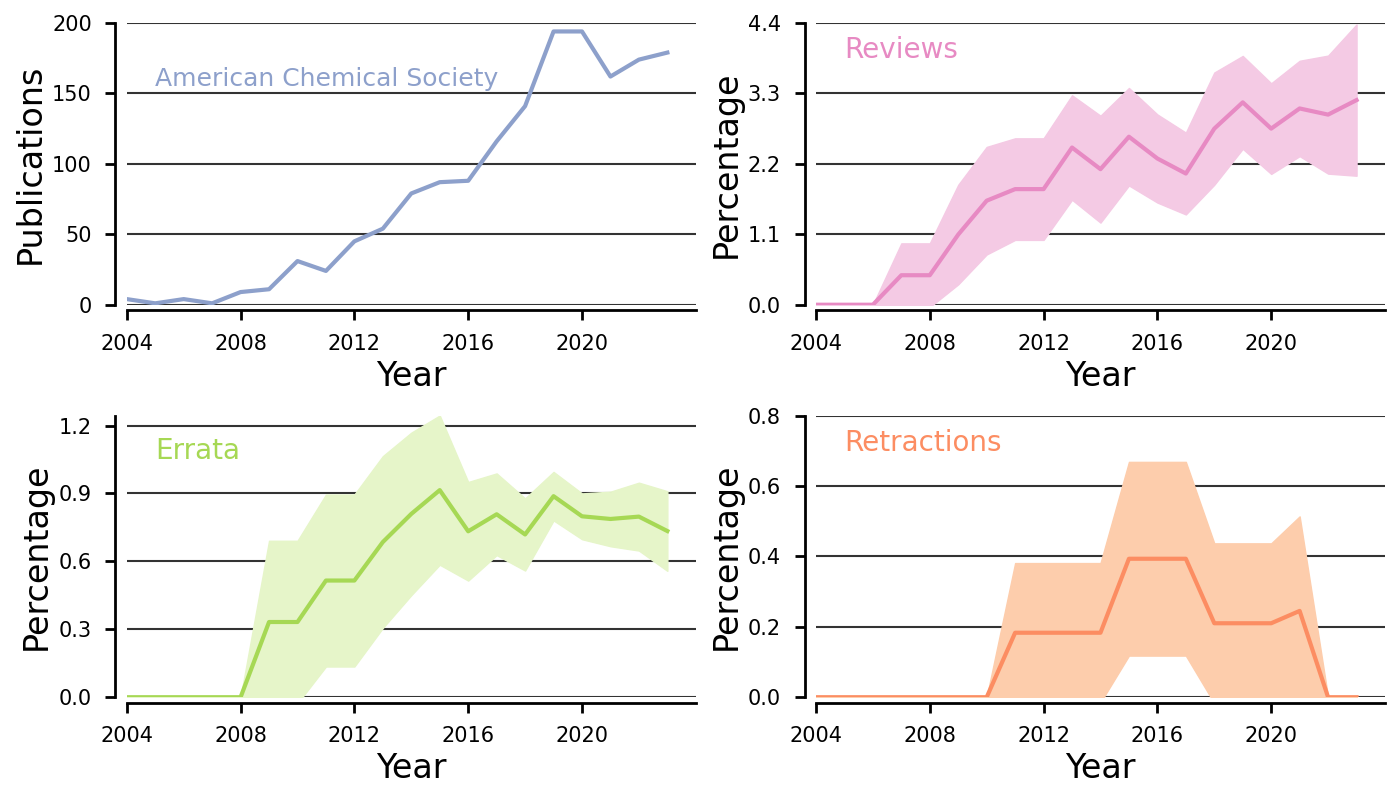 200
150
100
50
0
Publications
American Chemical Society
2004 2008 2012 2016 2020
Year
4.4
3.3
2.2
1.1
0.0
Percentage
Reviews
2004 2008 2012 2016 2020
Year
1.2
0.9
0.6
0.3
0.0
Percentage
Errata
2004 2008 2012 2016 2020
Year
0.8
0.6
0.4
0.2
0.0
Percentage
Retractions
2004 2008 2012 2016 2020
Year